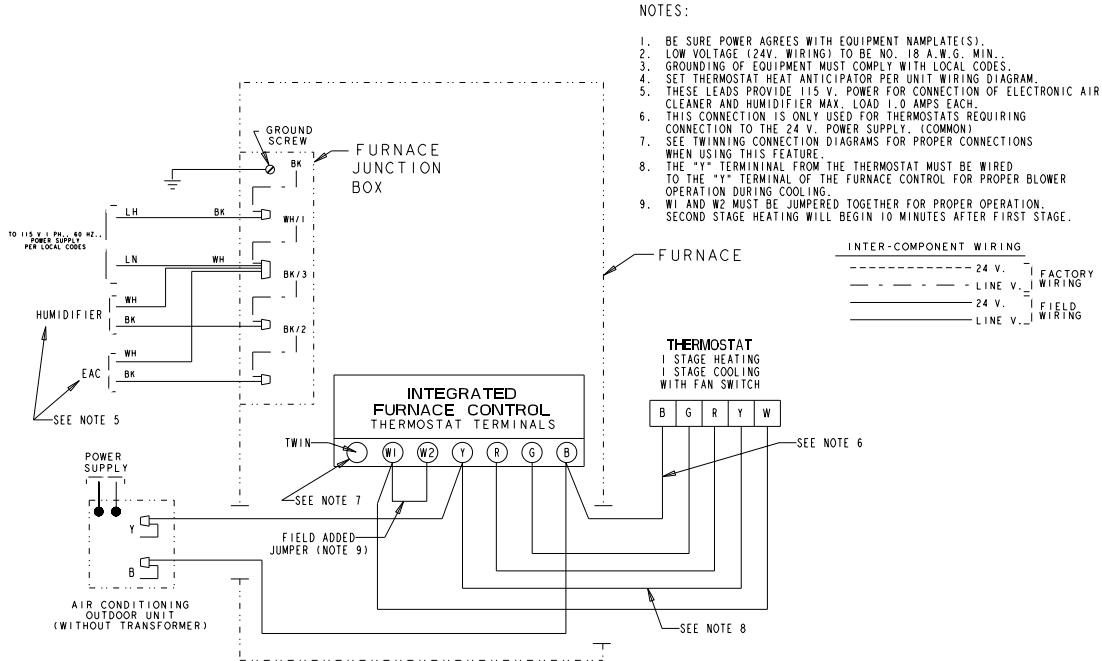 NOTES:
1. BE SURE POWER AGREES WITH EQUIPMENT NAMPLATE(S).
2. LOW VOLTAGE (24V. WIRING) TO BE NO. 18 A.W.G. MIN..
3. GROUNDING OF EQUIPMENT MUST COMPLY WITH LOCAL CODES.
4. SET THERMOSTAT HEAT ANTICIPATOR PER UNIT WIRING DIAGRAM.
5. THESE LEADS PROVIDE 115 V. POWER FOR CONNECTION OF ELECTRONIC AIR
CLEANER AND HUMIDIFIER MAX. LOAD 1.0 AMPS EACH.
6. THIS CONNECTION IS ONLY USED FOR THERMOSTATS REQUIRING
CONNECTION TO THE 24 V. POWER SUPPLY. (COMMON)
7. SEE TWINNING CONNECTION DIAGRAMS FOR PROPER CONNECTIONS
WHEN USING THIS FEATURE.
8. THE "Y" TERMININAL FROM THE THERMOSTAT MUST BE WIRED
TO THE "Y" TERMINAL OF THE FURNACE CONTROL FOR PROPER BLOWER
OPERATION DURING COOLING.
9. W1 AND W2 MUST BE JUMPERED TOGETHER FOR PROPER OPERATION.
SECOND STAGE HEATING WILL BEGIN 10 MINUTES AFTER FIRST STAGE.
INTER-COMPONENT WIRING
24 V.
LINE V.
FACTORY
WIRING
24 V.
LINE V.
FIELD
WIRING
GROUND
SCREW
BK
FURNACE
JUNCTION
BOX
LH BK
WH/1
TO 115 V 1 PH., 60 HZ.,
POWER SUPPLY
PER LOCAL CODES
LN WH
BK/3
FURNACE
WH
HUMIDIFIER
BK
BK/2
WH
EAC
BK
SEE NOTE 5
THERMOSTAT
1 STAGE HEATING
1 STAGE COOLING
WITH FAN SWITCH
B G R Y W
INTEGRATED
FURNACE CONTROL
THERMOSTAT TERMINALS
TWIN
W1 W2 Y R G B
SEE NOTE 6
SEE NOTE 7
POWER
SUPPLY
FIELD ADDED
JUMPER (NOTE 9)
Y
B
AIR CONDITIONING
OUTDOOR UNIT
(WITHOUT TRANSFORMER)
SEE NOTE 8